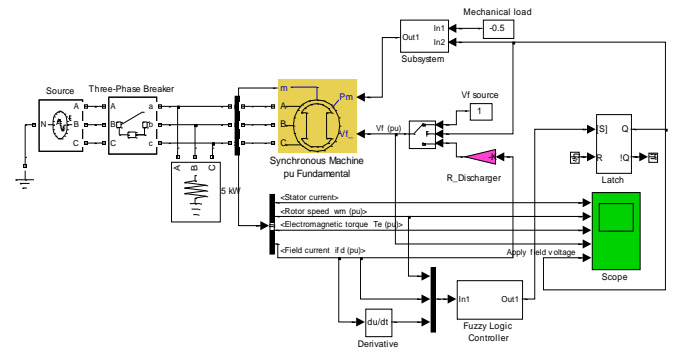 Mechanical load
-0.5
In1
In2
Out1
Subsystem
Source
Three-Phase Breaker
N
A
B
C
A
B
C
a
b
c
m
A
B
C
Pm
Vf_
Synchronous Machine
pu Fundamental
Vf (pu)
Vf source
1
R_Discharger
[S]
R
Q
!Q
Latch
A B C
5 kW
<Stator current>
<Rotor speed wm (pu)>
<Electromagnetic torque Te (pu)>
<Field current ifd (pu)>
Apply field voltage
Scope
In1
Out1
Fuzzy Logic
Controller
du/dt
Derivative